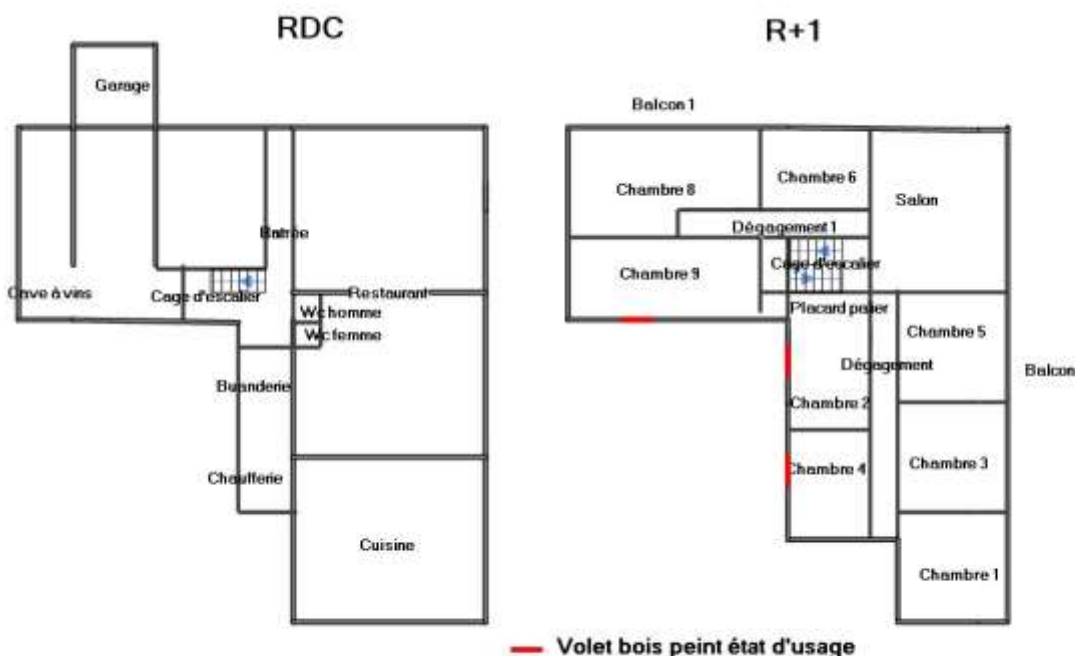 RDC
R+1
Garage
Balcon 1
Chambre 8
Chambre 6
Salon
Entrée
Dégagement 1
Cave à vins
Cage d'escalier
Restaurant
Chambre 9
Cage d'escalier
Wc homme
Placard palier
Wc femme
Chambre 5
Buanderie
Dégagement
Balcon
Chambre 2
Chaufferie
Chambre 4
Chambre 3
Cuisine
Chambre 1
Volet bois peint état d'usage